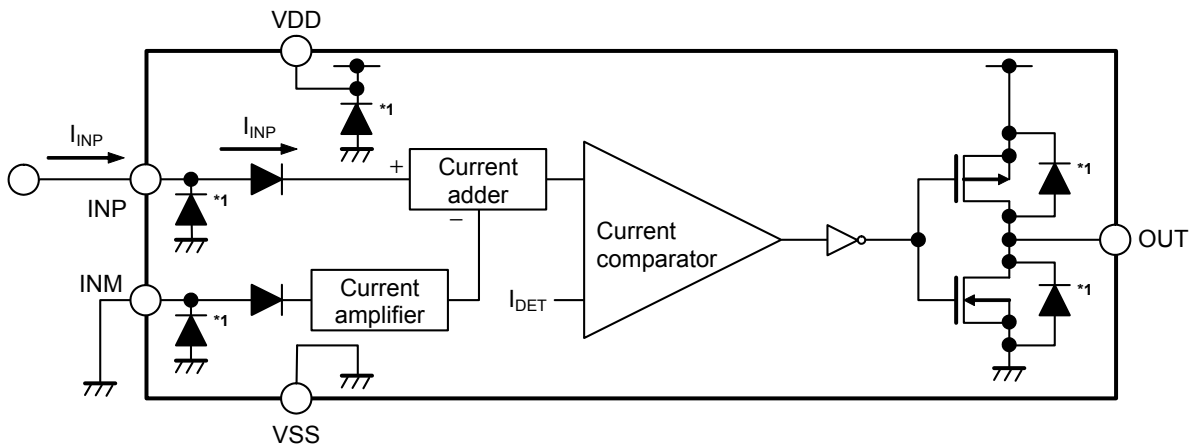 VDD
*1
I_INP
I_INP
+
Current
adder
−
INP
*1
Current
comparator
*1
OUT
INM
*1
Current
amplifier
I_DET
*1
VSS